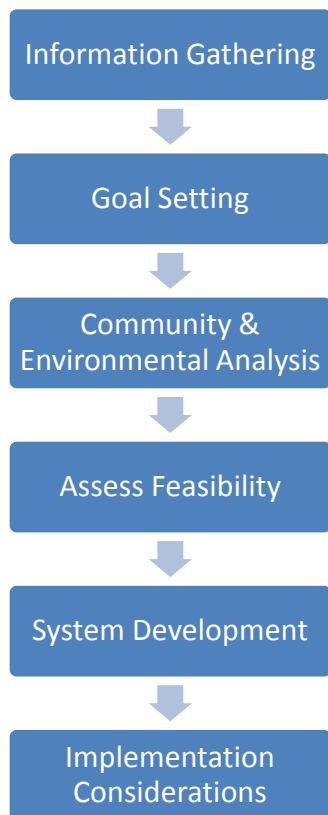 Information Gathering
Goal Setting
Community &
Environmental Analysis
Assess Feasibility
System Development
Implementation
Considerations